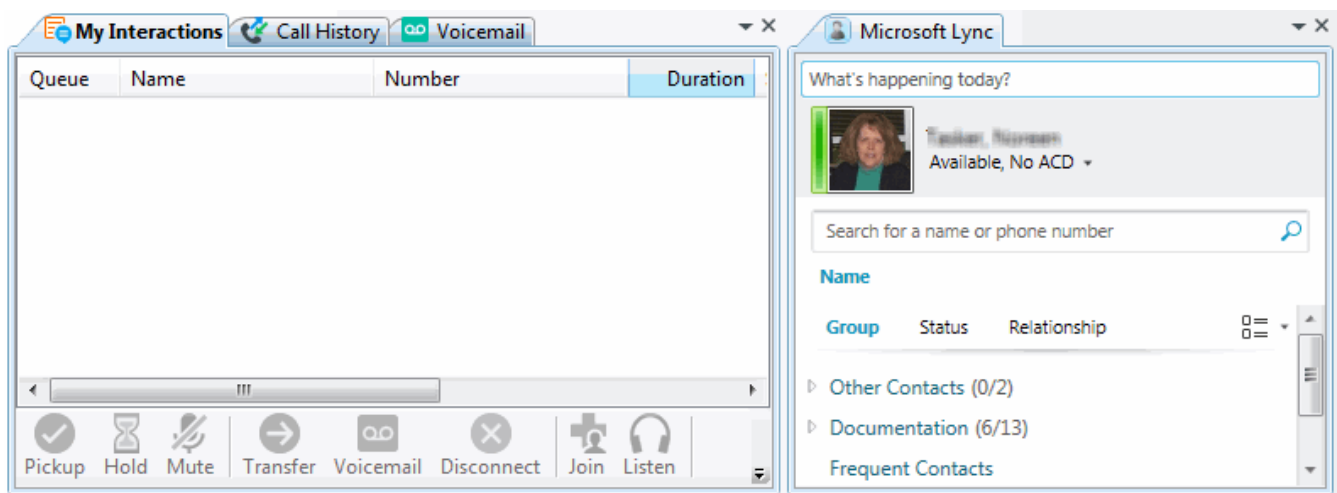 My Interactions Call History Voicemail
Queue Name Number Duration
Pickup Hold Mute Transfer Voicemail Disconnect Join Listen
Microsoft Lync
What's happening today?
Available, No ACD
Search for a name or phone number
Name
Group Status Relationship
Other Contacts (0/2)
Documentation (6/13)
Frequent Contacts